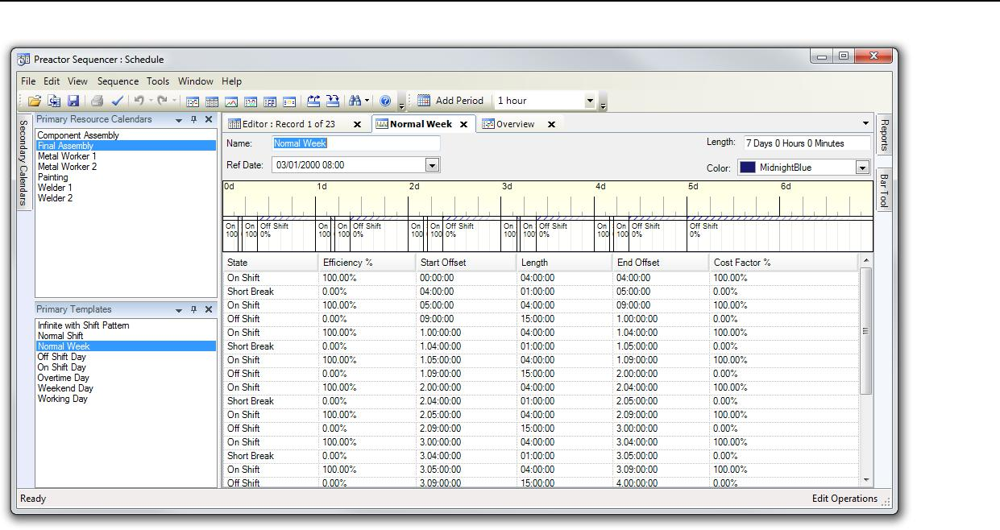 Preactor Sequencer : Schedule
File Edit View Sequence Tools Window Help
Add Period 1 hour
Secondary Calendars
Primary Resource Calendars
Component Assembly
Final Assembly
Metal Worker 1
Metal Worker 2
Painting
Welder 1
Welder 2
Primary Templates
Infinite with Shift Pattern
Normal Shift
Normal Week
Off Shift Day
On Shift Day
Overtime Day
Weekend Day
Working Day
Editor : Record 1 of 23 Normal Week Overview
Name: Normal Week Length: 7 Days 0 Hours 0 Minutes
Ref Date: 03/01/2000 08:00 Color: MidnightBlue
0d 1d 2d 3d 4d 5d 6d
On On Off Shift On On Off Shift On On Off Shift On On Off Shift On On Off Shift Off Shift
100 100 0% 100 100 0% 100 100 0% 100 100 0% 100 100 0% 0%
State Efficiency % Start Offset Length End Offset Cost Factor %
On Shift 100.00% 00:00:00 04:00:00 04:00:00 100.00%
Short Break 0.00% 04:00:00 01:00:00 05:00:00 0.00%
On Shift 100.00% 05:00:00 04:00:00 09:00:00 100.00%
Off Shift 0.00% 09:00:00 15:00:00 1.00:00:00 0.00%
On Shift 100.00% 1.00:00:00 04:00:00 1.04:00:00 100.00%
Short Break 0.00% 1.04:00:00 01:00:00 1.05:00:00 0.00%
On Shift 100.00% 1.05:00:00 04:00:00 1.09:00:00 100.00%
Off Shift 0.00% 1.09:00:00 15:00:00 2.00:00:00 0.00%
On Shift 100.00% 2.00:00:00 04:00:00 2.04:00:00 100.00%
Short Break 0.00% 2.04:00:00 01:00:00 2.05:00:00 0.00%
On Shift 100.00% 2.05:00:00 04:00:00 2.09:00:00 100.00%
Off Shift 0.00% 2.09:00:00 15:00:00 3.00:00:00 0.00%
On Shift 100.00% 3.00:00:00 04:00:00 3.04:00:00 100.00%
Short Break 0.00% 3.04:00:00 01:00:00 3.05:00:00 0.00%
On Shift 100.00% 3.05:00:00 04:00:00 3.09:00:00 100.00%
Off Shift 0.00% 3.09:00:00 15:00:00 4.00:00:00 0.00%
Reports
Bar Tool
Ready Edit Operations